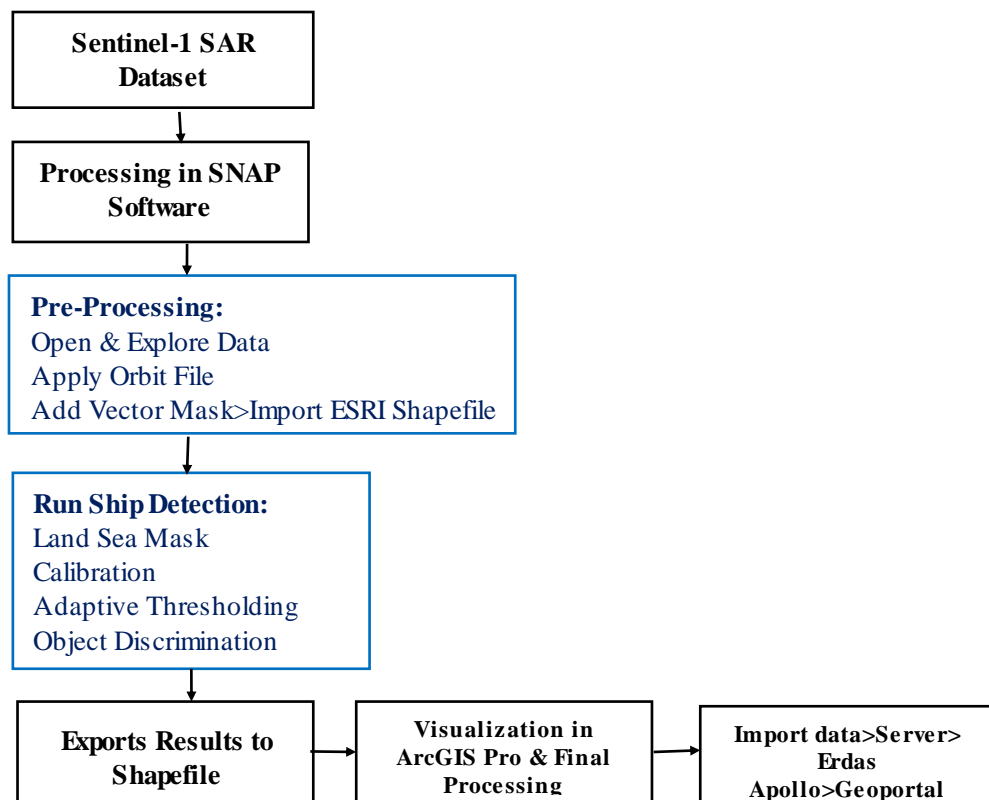 Sentinel-1 SAR
Dataset
Processing in SNAP
Software
Pre-Processing:
Open & Explore Data
Apply Orbit File
Add Vector Mask>Import ESRI Shapefile
Run Ship Detection:
Land Sea Mask
Calibration
Adaptive Thresholding
Object Discrimination
Exports Results to
Shapefile
Visualization in
ArcGIS Pro & Final
Processing
Import data>Server>
Erdas
Apollo>Geoportal